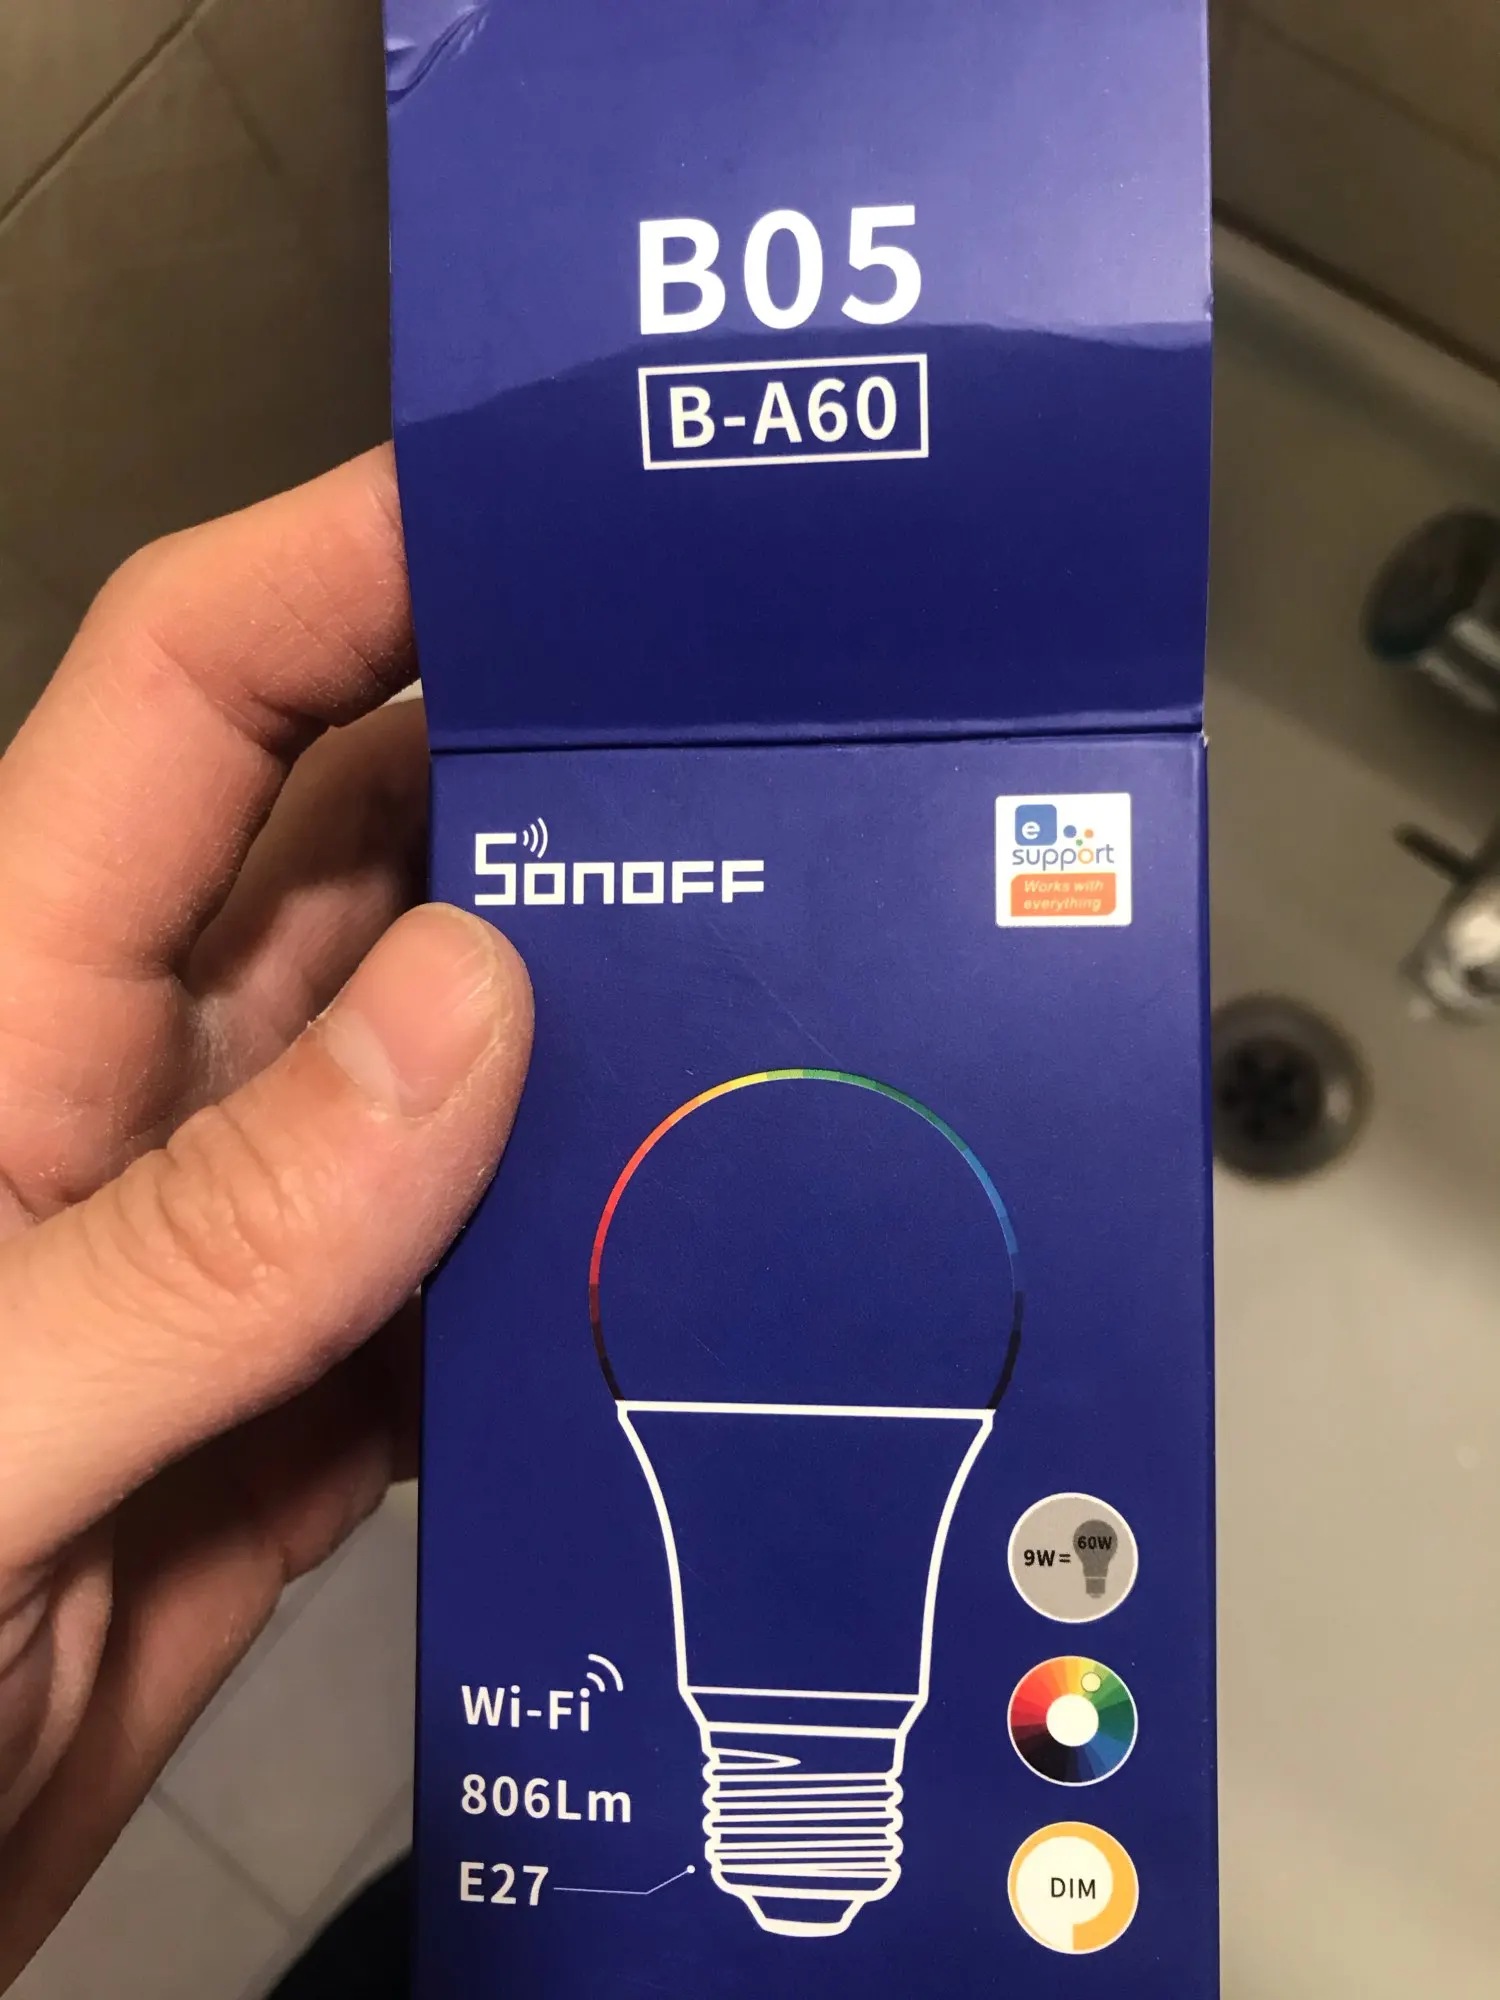 B05
B-A60
SONOFF
e
support
Works with
everything
9W=
60W
Wi-Fi
806Lm
E27
DIM